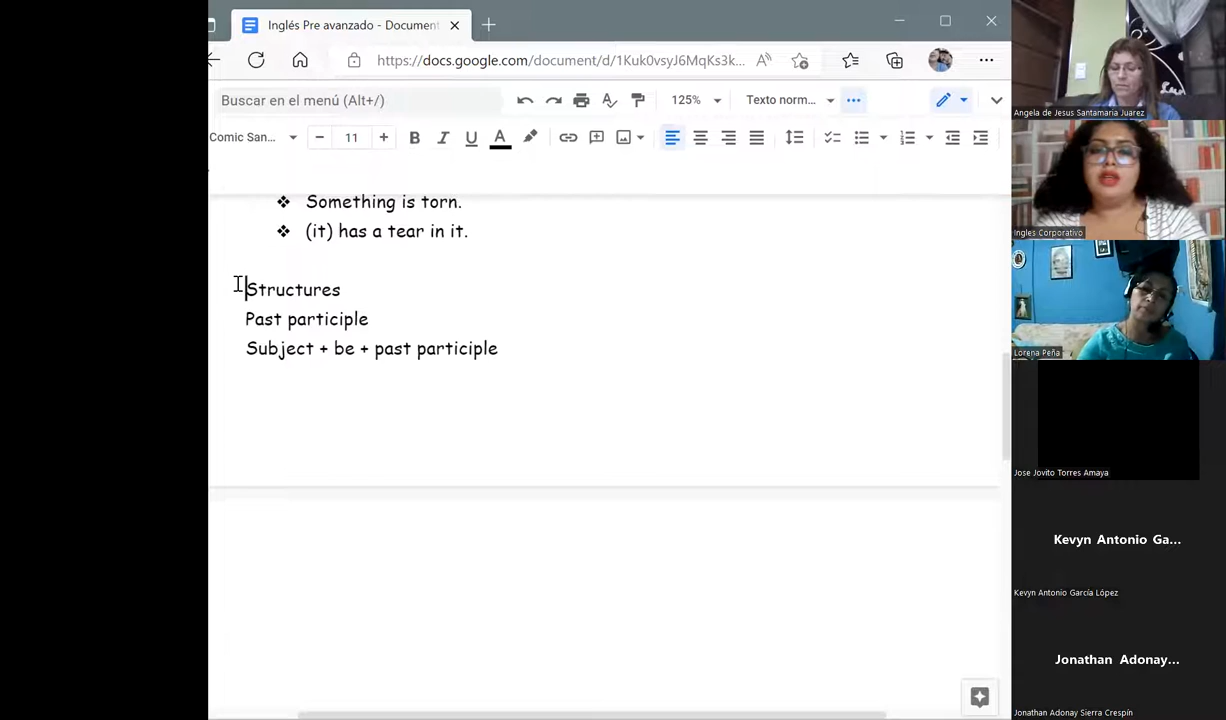 Inglés Pre avanzado - Document
https://docs.google.com/document/d/1Kuk0vsyJ6MqKs3k...
Buscar en el menú (Alt+/)
125%
Texto norm...
Comic San...
11
B I U A
❖ Something is torn.
❖ (it) has a tear in it.
Structures
Past participle
Subject + be + past participle
Angela de Jesus Santamaria Juarez
Ingles Corporativo
Lorena Peña
Jose Jovito Torres Amaya
Kevyn Antonio Ga...
Kevyn Antonio García López
Jonathan Adonay...
Jonathan Adonay Sierra Crespín